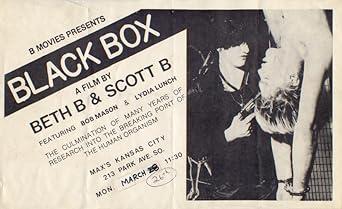 B MOVIES PRESENTS
BLACK BOX
A FILM BY
BETH B & SCOTT B
FEATURING BOB MASON & LYDIA LUNCH
THE CULMINATION OF MANY YEARS OF
RESEARCH INTO THE BREAKING POINT OF
THE HUMAN ORGANISM
MAX'S KANSAS CITY
213 PARK AVE. SO.
MON. MARCH 26th 11:30